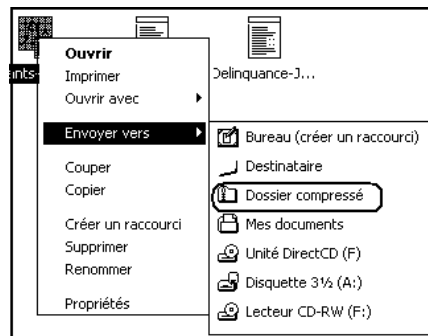 ants-
Delinquance-J...
Ouvrir
Imprimer
Ouvrir avec
Envoyer vers
Couper
Copier
Créer un raccourci
Supprimer
Renommer
Propriétés
Bureau (créer un raccourci)
Destinataire
Dossier compressé
Mes documents
Unité DirectCD (F)
Disquette 3½ (A:)
Lecteur CD-RW (F:)